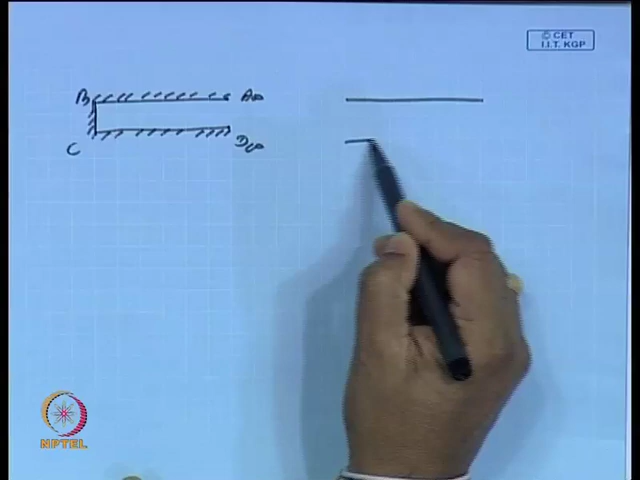 © CET
I.I.T. KGP
B A∞
C D∞
NPTEL